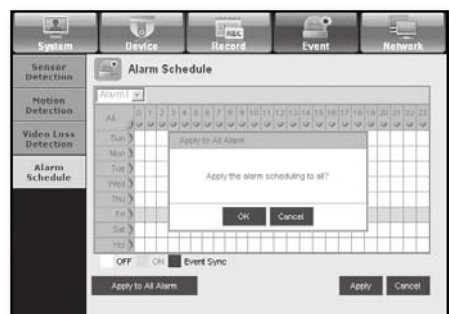 REC
System Device Record Event Network
Sensor Detection
Motion Detection
Video Loss Detection
Alarm Schedule
Alarm Schedule
Alarm1
All 0 1 2 3 4 5 6 7 8 9 10 11 12 13 14 15 16 17 18 19 20 21 22 23
Sun
Mon
Tue
Wed
Thu
Fri
Sat
Hol
Apply to All Alarm
Apply the alarm scheduling to all?
OK Cancel
OFF ON Event Sync
Apply to All Alarm Apply Cancel